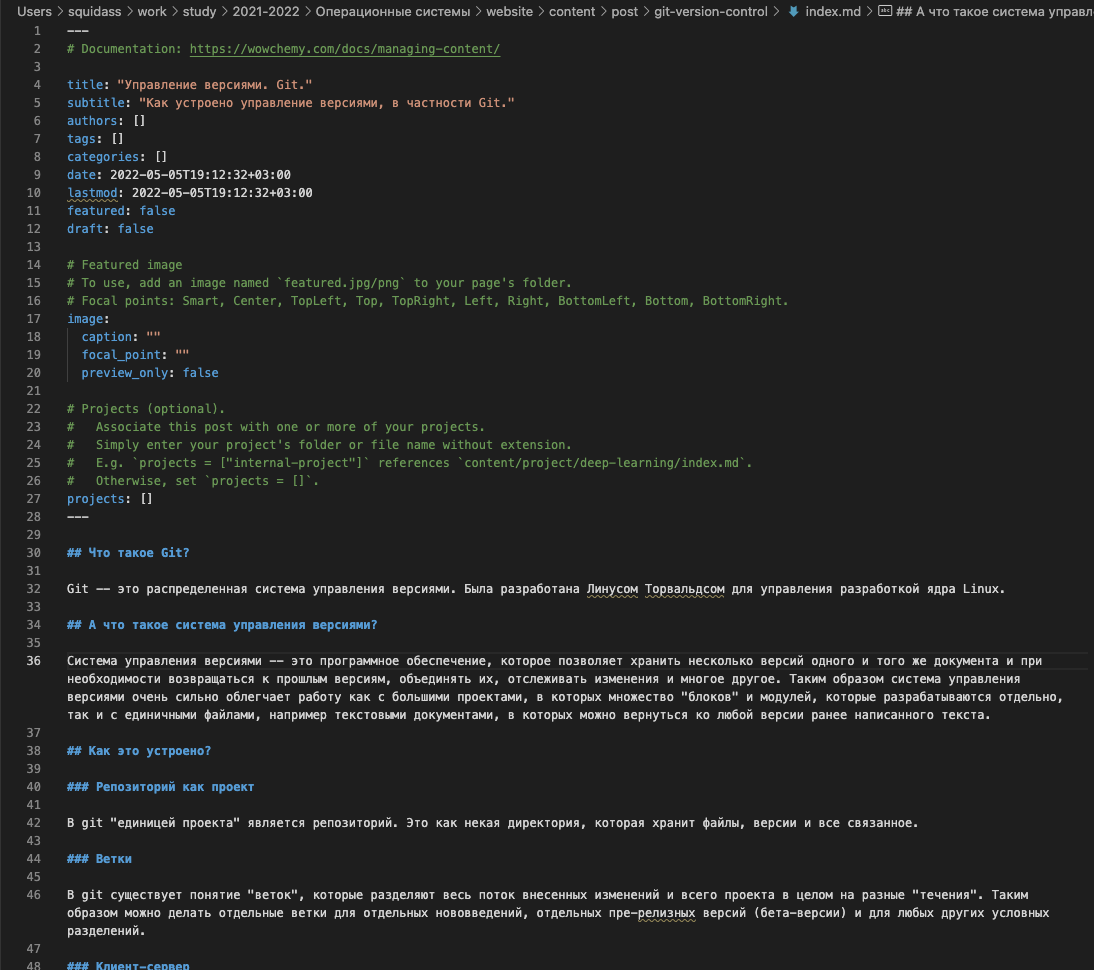 Users > squidass > work > study > 2021-2022 > Операционные системы > website > content > post > git-version-control > index.md > ## А что такое система управл
1 ---
2 # Documentation: https://wowchemy.com/docs/managing-content/
3
4 title: "Управление версиями. Git."
5 subtitle: "Как устроено управление версиями, в частности Git."
6 authors: []
7 tags: []
8 categories: []
9 date: 2022-05-05T19:12:32+03:00
10 lastmod: 2022-05-05T19:12:32+03:00
11 featured: false
12 draft: false
13
14 # Featured image
15 # To use, add an image named `featured.jpg/png` to your page's folder.
16 # Focal points: Smart, Center, TopLeft, Top, TopRight, Left, Right, BottomLeft, Bottom, BottomRight.
17 image:
18   caption: ""
19   focal_point: ""
20   preview_only: false
21
22 # Projects (optional).
23 #   Associate this post with one or more of your projects.
24 #   Simply enter your project's folder or file name without extension.
25 #   E.g. `projects = ["internal-project"]` references `content/project/deep-learning/index.md`.
26 #   Otherwise, set `projects = []`.
27 projects: []
28 ---
29
30 ## Что такое Git?
31
32 Git -- это распределенная система управления версиями. Была разработана Линусом Торвальдсом для управления разработкой ядра Linux.
33
34 ## А что такое система управления версиями?
35
36 Система управления версиями -- это программное обеспечение, которое позволяет хранить несколько версий одного и того же документа и при
необходимости возвращаться к прошлым версиям, объединять их, отслеживать изменения и многое другое. Таким образом система управления
версиями очень сильно облегчает работу как с большими проектами, в которых множество "блоков" и модулей, которые разрабатываются отдельно,
так и с единичными файлами, например текстовыми документами, в которых можно вернуться ко любой версии ранее написанного текста.
37
38 ## Как это устроено?
39
40 ### Репозиторий как проект
41
42 В git "единицей проекта" является репозиторий. Это как некая директория, которая хранит файлы, версии и все связанное.
43
44 ### Ветки
45
46 В git существует понятие "веток", которые разделяют весь поток внесенных изменений и всего проекта в целом на разные "течения". Таким
образом можно делать отдельные ветки для отдельных нововведений, отдельных пре-релизных версий (бета-версии) и для любых других условных
разделений.
47
48 ### Клиент-сервер